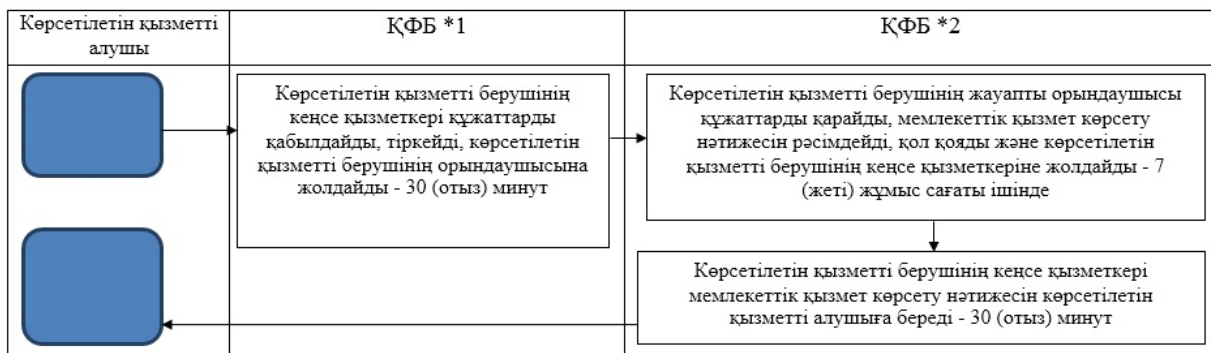 Көрсетілетін қызметті
алушы
ҚФБ *1
ҚФБ *2
Көрсетілетін қызметті берушінің
кеңсе қызметкері құжаттарды
қабылдайды, тіркейді, көрсетілетін
қызметті берушінің орындаушысына
жолдайды - 30 (отыз) минут
Көрсетілетін қызметті берушінің жауапты орындаушысы
құжаттарды қарайды, мемлекеттік қызмет көрсету
нәтижесін рәсімдейді, қол қояды және көрсетілетін
қызметті берушінің кеңсе қызметкеріне жолдайды - 7
(жеті) жұмыс сағаты ішінде
Көрсетілетін қызметті берушінің кеңсе қызметкері
мемлекеттік қызмет көрсету нәтижесін көрсетілетін
қызметті алушыға береді - 30 (отыз) минут